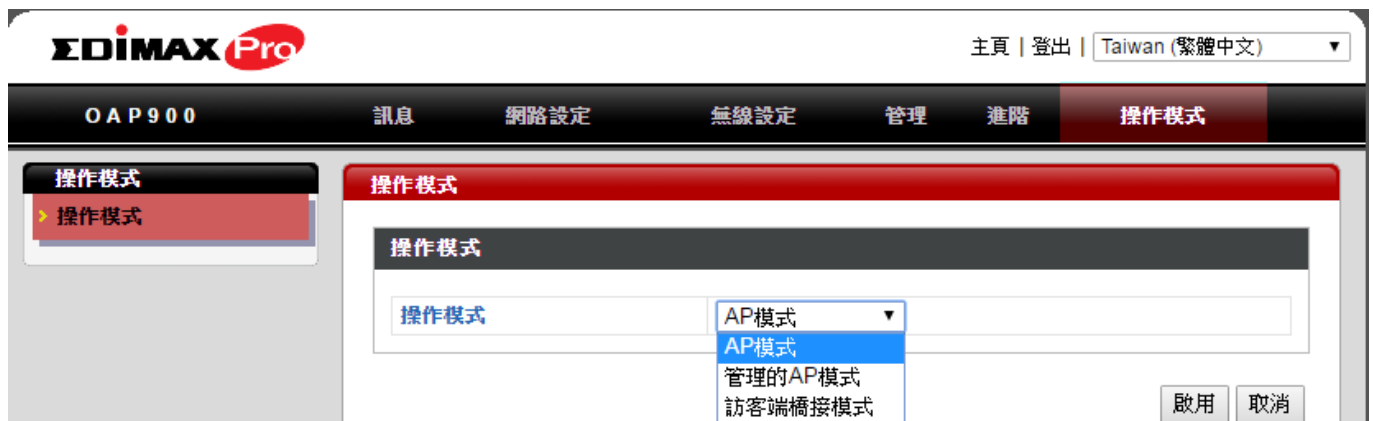 EDIMAX Pro
主頁 | 登出 | Taiwan (繁體中文)
OAP900 訊息 網路設定 無線設定 管理 進階 操作模式
操作模式
操作模式
操作模式
操作模式
操作模式 AP模式
AP模式
管理的AP模式
訪客端橋接模式
啟用 取消